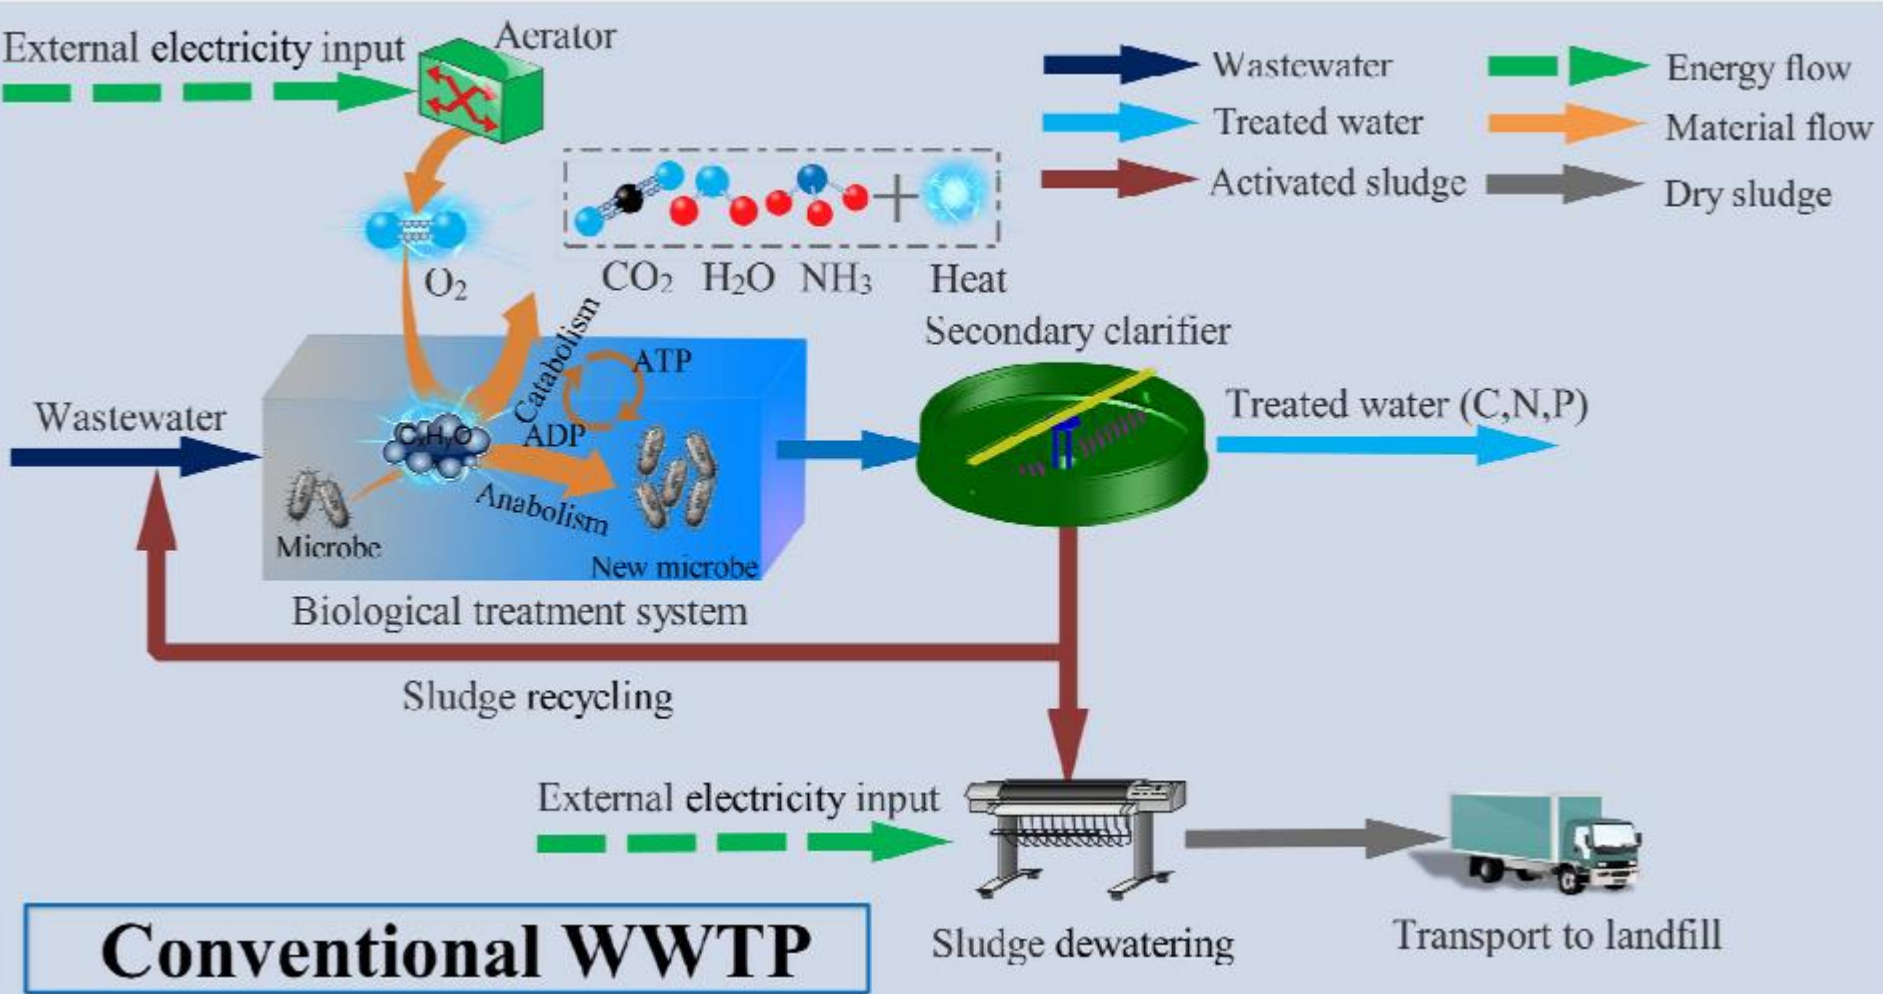 External electricity input
Aerator
Wastewater
Energy flow
Treated water
Material flow
Activated sludge
Dry sludge
O₂
CO₂ H₂O NH₃ Heat
Secondary clarifier
Catabolism
ATP
ADP
Wastewater
CₓHᵧO
Treated water (C,N,P)
Anabolism
Microbe
New microbe
Biological treatment system
Sludge recycling
External electricity input
Sludge dewatering
Transport to landfill
Conventional WWTP